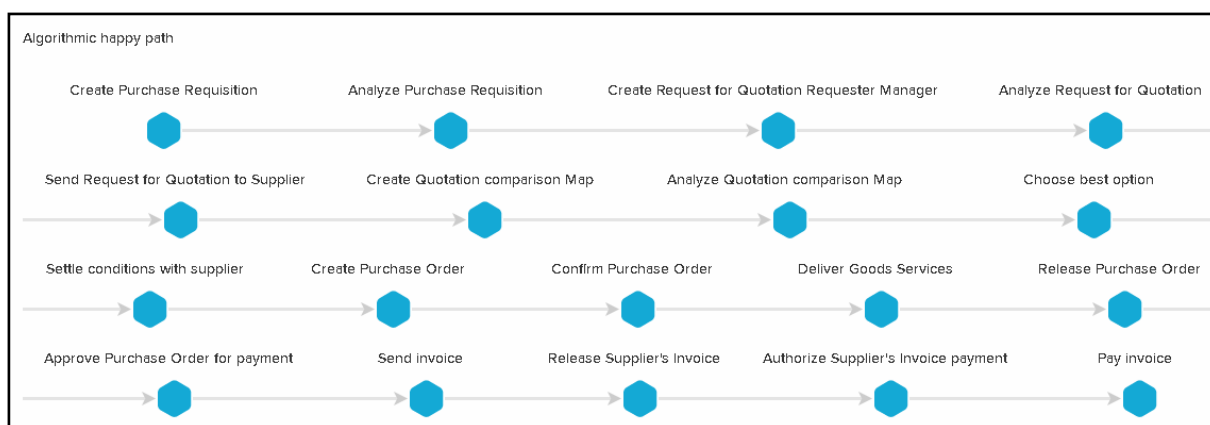 Algorithmic happy path
Create Purchase Requisition
Analyze Purchase Requisition
Create Request for Quotation Requester Manager
Analyze Request for Quotation
Send Request for Quotation to Supplier
Create Quotation comparison Map
Analyze Quotation comparison Map
Choose best option
Settle conditions with supplier
Create Purchase Order
Confirm Purchase Order
Deliver Goods Services
Release Purchase Order
Approve Purchase Order for payment
Send invoice
Release Supplier's Invoice
Authorize Supplier's Invoice payment
Pay invoice